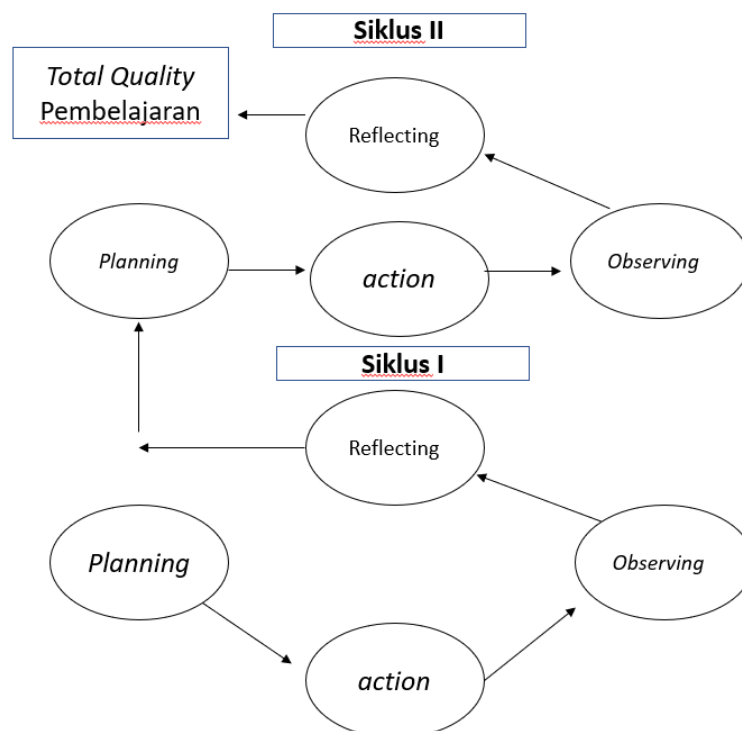 Siklus II
Total Quality
Pembelajaran
Reflecting
Planning
action
Observing
Siklus I
Reflecting
Planning
Observing
action